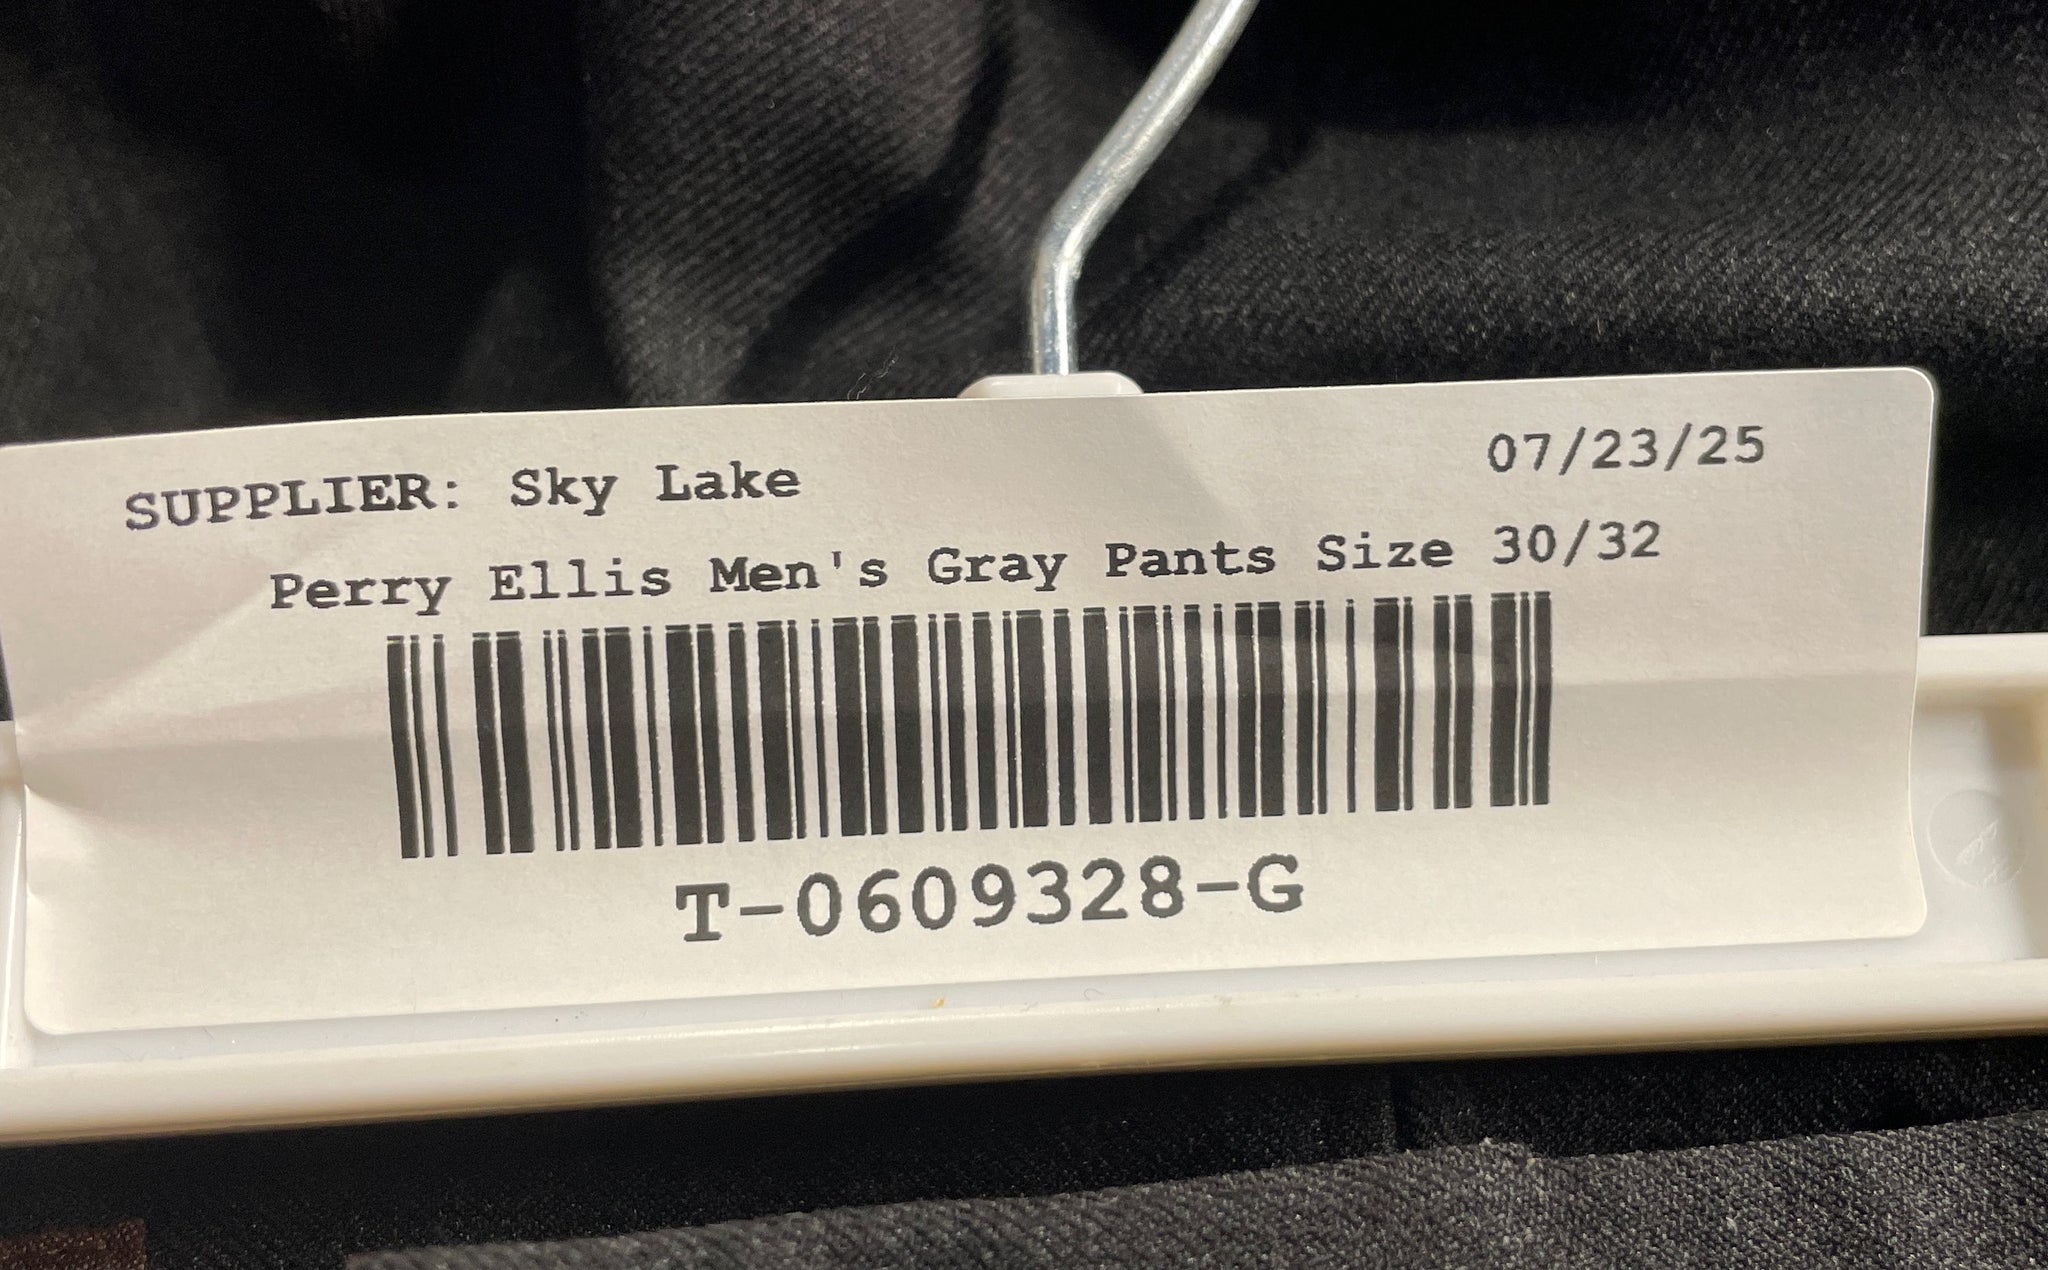 SUPPLIER: Sky Lake 07/23/25
Perry Ellis Men's Gray Pants Size 30/32
T-0609328-G